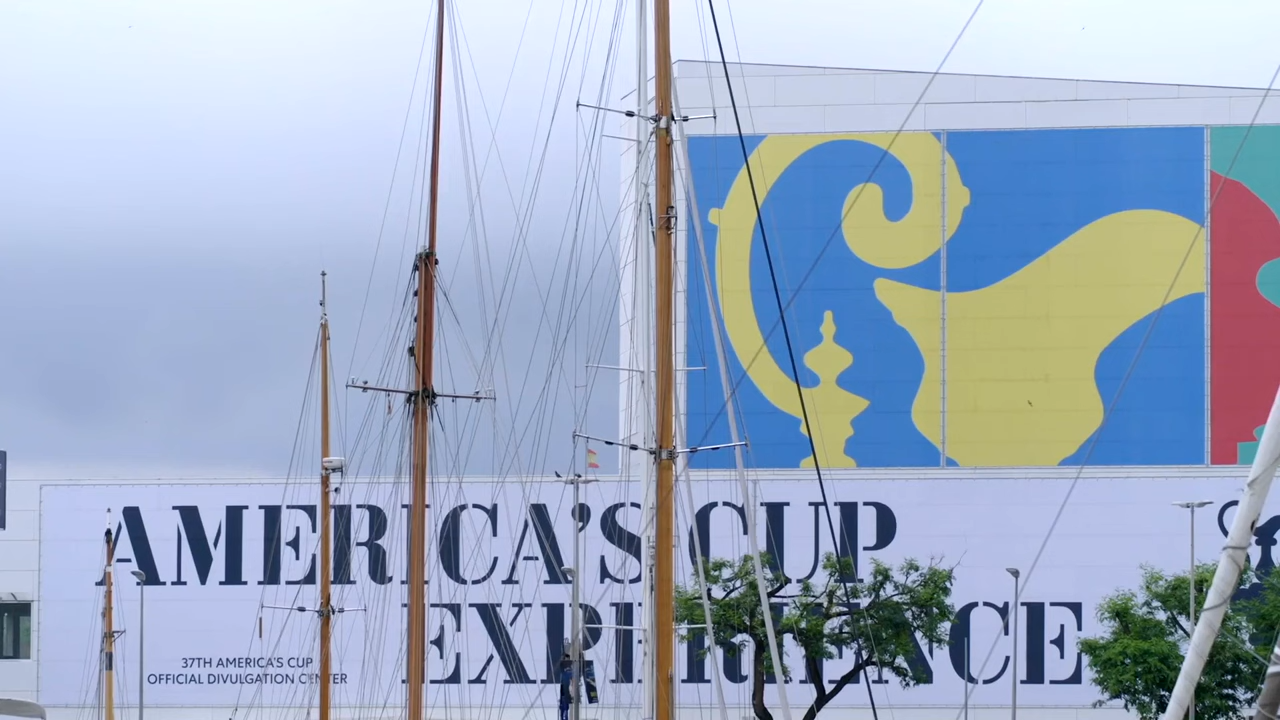 AMERICA'S CUP
EXPERIENCE
37TH AMERICA'S CUP
OFFICIAL DIVULGATION CENTER